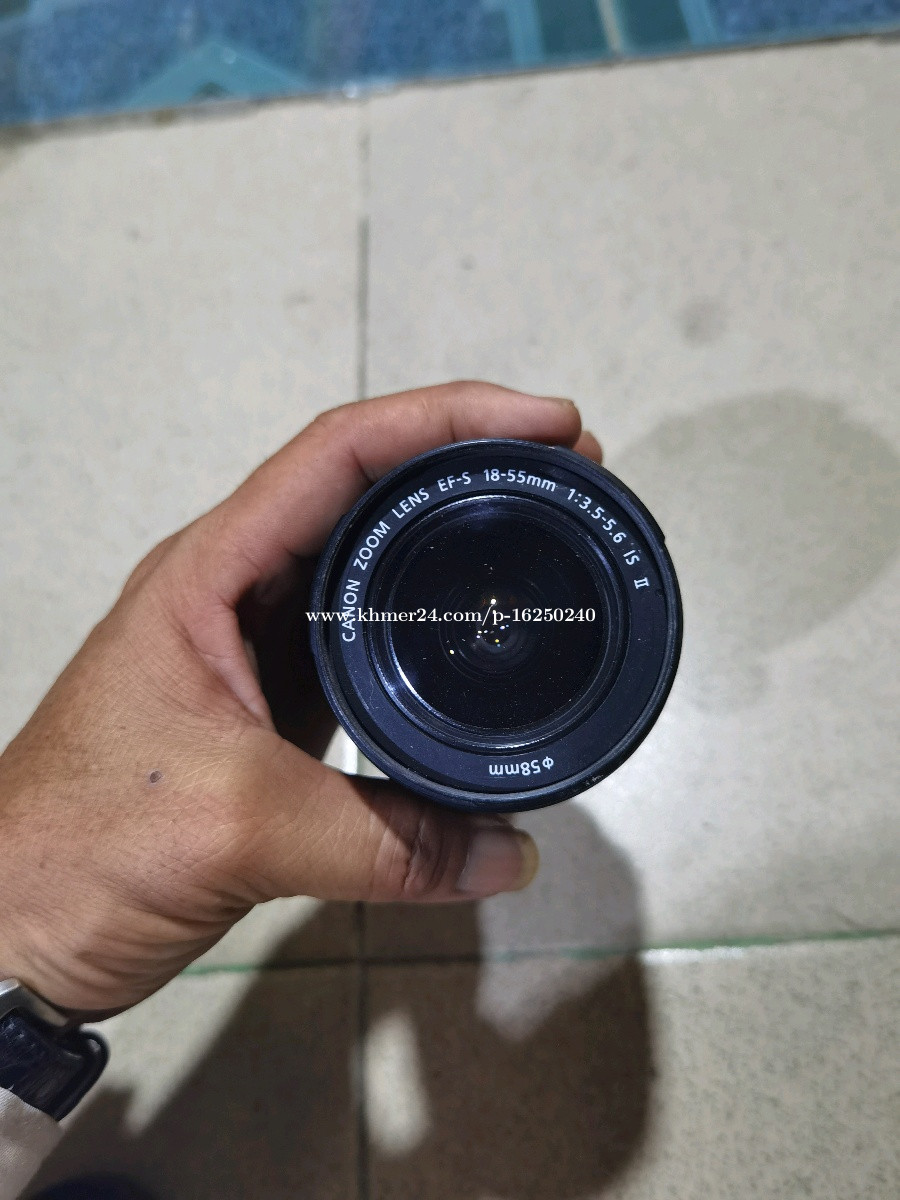 CANON ZOOM LENS EF-S 18-55mm 1:3.5-5.6 IS II
www.khmer24.com/p-16250240
φ58mm